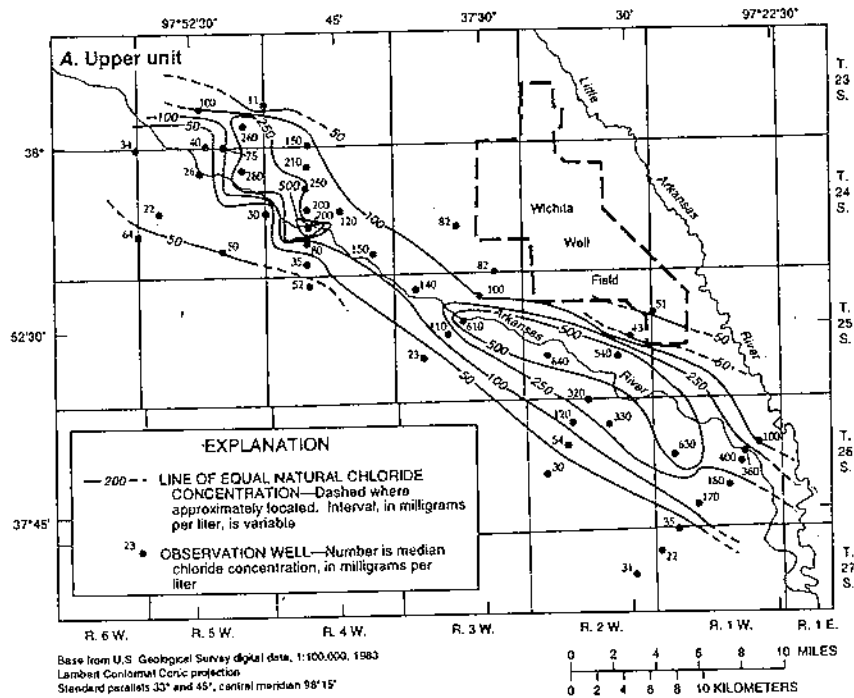 97°52'30" 45' 37'30" 30' 97°22'30"
A. Upper unit
T. 23 S.
38°
T. 24 S.
52'30"
T. 25 S.
T. 26 S.
37°45'
T. 27 S.
Little
Arkansas
River
Wichita
Well
Field
Arkansas
River
11
100
100
50
250
260
50
34
40
75
150
210
26
280
500
250
22
200
200
120
30
80
64
50
50
35
150
52
82
100
82
140
100
51
43
50
50
110
610
500
23
500
640
540
250
250
100
50
320
120
330
54
30
630
100
400
360
160
170
35
22
31
EXPLANATION
200 LINE OF EQUAL NATURAL CHLORIDE
CONCENTRATION—Dashed where
approximately located. Interval, in milligrams
per liter, is variable
23 OBSERVATION WELL—Number is median
chloride concentration, in milligrams per
liter
R. 6 W. R. 5 W. R. 4 W. R. 3 W. R. 2 W. R. 1 W. R. 1 E.
Base from U.S. Geological Survey digital data, 1:100,000, 1983
Lambert Conformal Conic projection
Standard parallels 33° and 45°, central meridian 98°15'
0 2 4 6 8 10 MILES
0 2 4 6 8 10 KILOMETERS